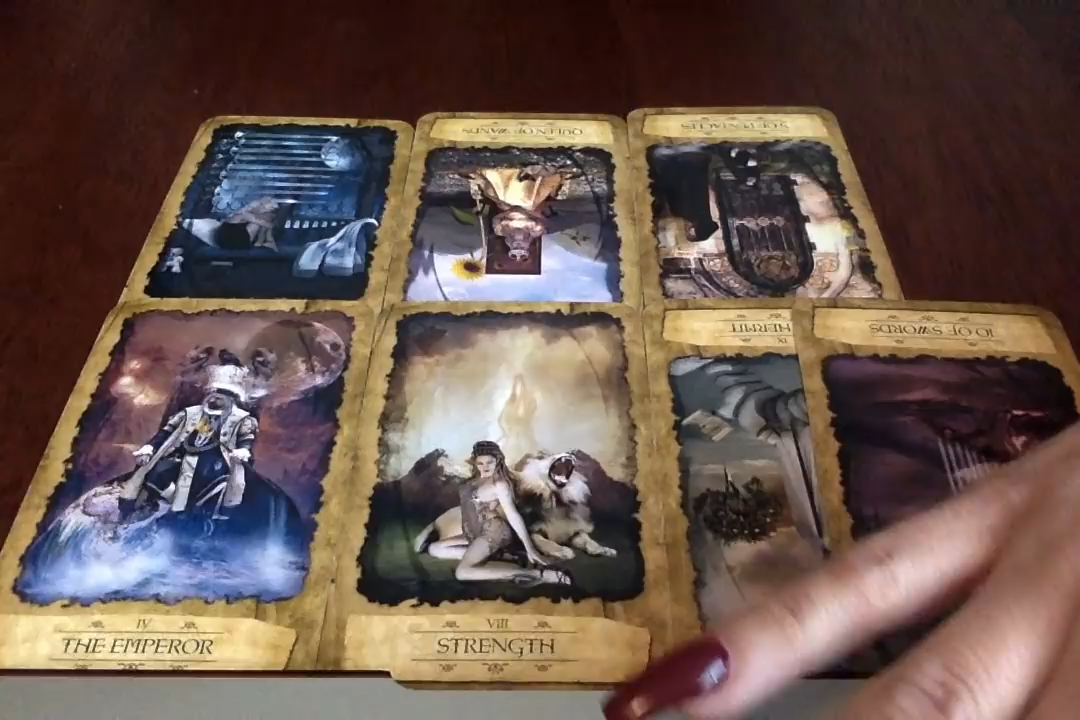 QUEEN OF WANDS
IX
HERMIT
10 OF SWORDS
IV
THE EMPEROR
VIII
STRENGTH